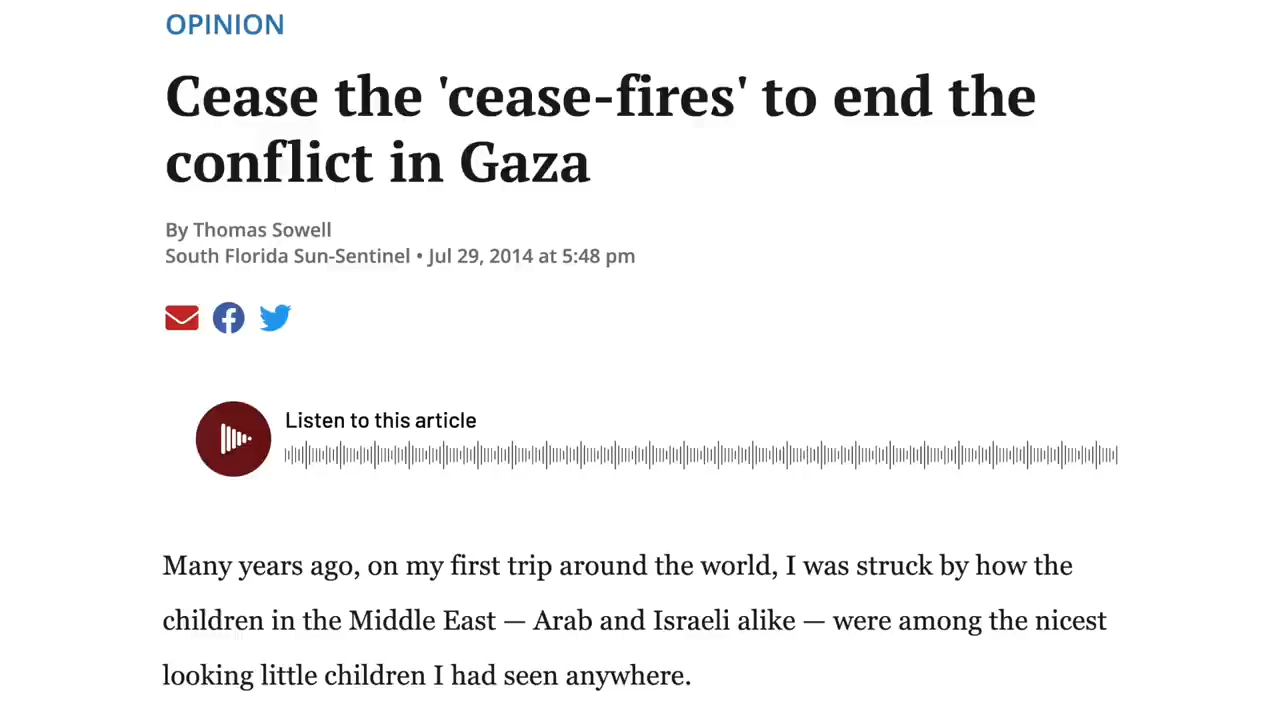 OPINION
Cease the 'cease-fires' to end the
conflict in Gaza
By Thomas Sowell
South Florida Sun-Sentinel • Jul 29, 2014 at 5:48 pm
Listen to this article
Many years ago, on my first trip around the world, I was struck by how the
children in the Middle East — Arab and Israeli alike — were among the nicest
looking little children I had seen anywhere.